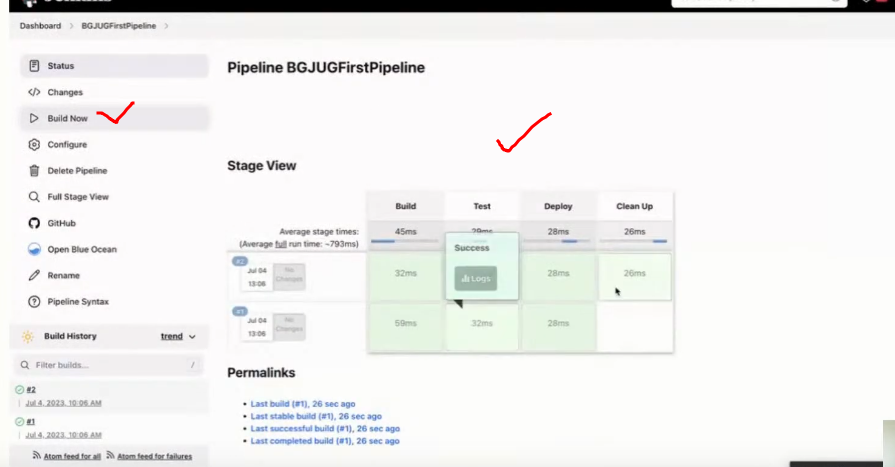 Dashboard > BGJUGFirstPipeline >
Status
Changes
Build Now
Configure
Delete Pipeline
Full Stage View
GitHub
Open Blue Ocean
Rename
Pipeline Syntax
Build History trend
Filter builds... /
#2
Jul 4, 2023, 10:06 AM
#1
Jul 4, 2023, 10:06 AM
Atom feed for all Atom feed for failures
Pipeline BGJUGFirstPipeline
Stage View
Build Test Deploy Clean Up
Average stage times: 45ms 29ms 28ms 26ms
(Average full run time: ~793ms)
Success
Logs
#2
Jul 04
13:06
No
Changes
32ms 28ms 26ms
#1
Jul 04
13:06
No
Changes
59ms 32ms 28ms
Permalinks
• Last build (#1), 26 sec ago
• Last stable build (#1), 26 sec ago
• Last successful build (#1), 26 sec ago
• Last completed build (#1), 26 sec ago